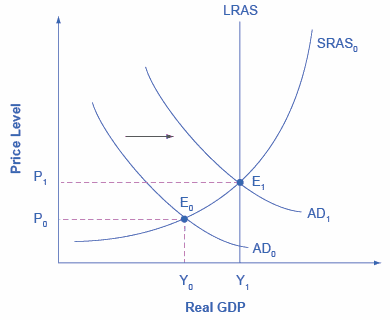 LRAS
SRAS0
Price Level
P1
E1
E0
P0
AD1
AD0
Y0
Y1
Real GDP